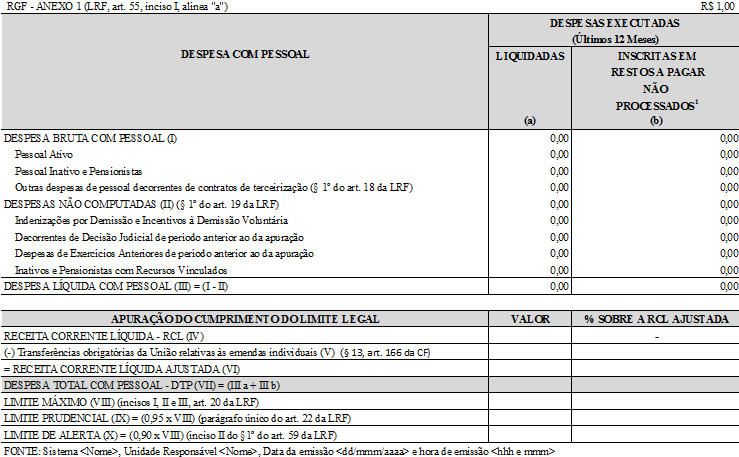 RGF - ANEXO 1 (LRF, art. 55, inciso I, alínea "a") R$ 1,00
DESPESA COM PESSOAL
DESPESAS EXECUTADAS
(Últimos 12 Meses)
LIQUIDADAS
(a)
INSCRITAS EM
RESTOS A PAGAR
NÃO
PROCESSADOS¹
(b)
DESPESA BRUTA COM PESSOAL (I) 0,00 0,00
Pessoal Ativo 0,00 0,00
Pessoal Inativo e Pensionistas 0,00 0,00
Outras despesas de pessoal decorrentes de contratos de terceirização (§ 1º do art. 18 da LRF) 0,00 0,00
DESPESAS NÃO COMPUTADAS (II) (§ 1º do art. 19 da LRF) 0,00 0,00
Indenizações por Demissão e Incentivos à Demissão Voluntária 0,00 0,00
Decorrentes de Decisão Judicial de período anterior ao da apuração 0,00 0,00
Despesas de Exercícios Anteriores de período anterior ao da apuração 0,00 0,00
Inativos e Pensionistas com Recursos Vinculados 0,00 0,00
DESPESA LÍQUIDA COM PESSOAL (III) = (I - II) 0,00 0,00
APURAÇÃO DO CUMPRIMENTO DO LIMITE LEGAL VALOR % SOBRE A RCL AJUSTADA
RECEITA CORRENTE LÍQUIDA - RCL (IV) -
(-) Transferências obrigatórias da União relativas às emendas individuais (V) (§ 13, art. 166 da CF)
= RECEITA CORRENTE LÍQUIDA AJUSTADA (VI)
DESPESA TOTAL COM PESSOAL - DTP (VII) = (III a + III b)
LIMITE MÁXIMO (VIII) (incisos I, II e III, art. 20 da LRF)
LIMITE PRUDENCIAL (IX) = (0,95 x VIII) (parágrafo único do art. 22 da LRF)
LIMITE DE ALERTA (X) = (0,90 x VIII) (inciso II do § 1º do art. 59 da LRF)
FONTE: Sistema <Nome>, Unidade Responsável <Nome>, Data da emissão <dd/mmm/aaaa> e hora de emissão <hhh e mmm>